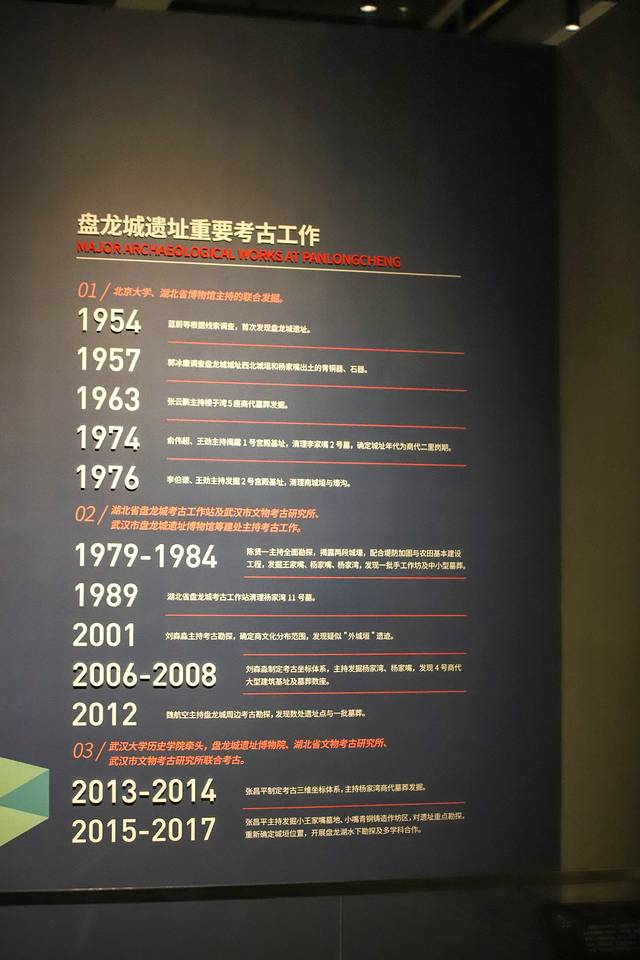 盘龙城遗址重要考古工作
MAJOR ARCHAEOLOGICAL WORKS AT PANLONGCHENG
01/ 北京大学、湖北省博物馆主持的联合发掘。
1954 蓝蔚等根据线索调查，首次发现盘龙城遗址。
1957 郭冰廉调查盘龙城城址西北城垣和杨家嘴出土的青铜器、石器。
1963 张云鹏主持楼子湾5座商代墓葬发掘。
1974 俞伟超、王劲主持揭露1号宫殿基址，清理李家嘴2号墓，确定城址年代为商代二里岗期。
1976 李伯谦、王劲主持发掘2号宫殿基址，清理南城垣与壕沟。
02/ 湖北省盘龙城考古工作站及武汉市文物考古研究所、
武汉市盘龙城遗址博物馆筹建处主持考古工作。
1979-1984 陈贤一主持全面勘探，揭露两段城壕，配合堤防加固与农田基本建设
工程，发掘王家嘴、杨家嘴、杨家湾，发现一批手工作坊及中小型墓葬。
1989 湖北省盘龙城考古工作站清理杨家湾11号墓。
2001 刘森淼主持考古勘探，确定商文化分布范围，发现疑似"外城垣"遗迹。
2006-2008 刘森淼制定考古坐标体系，主持发掘杨家湾、杨家嘴，发现4号商代
大型建筑基址及墓葬数座。
2012 魏航空主持盘龙城周边考古勘探，发现数处遗址点与一批墓葬。
03/ 武汉大学历史学院牵头，盘龙城遗址博物院、湖北省文物考古研究所、
武汉市文物考古研究所联合考古。
2013-2014 张昌平制定考古三维坐标体系，主持杨家湾商代墓葬发掘。
2015-2017 张昌平主持发掘小王家嘴墓地、小嘴青铜铸造作坊区，对遗址重点勘探，
重新确定城垣位置，开展盘龙湖水下勘探及多学科合作。